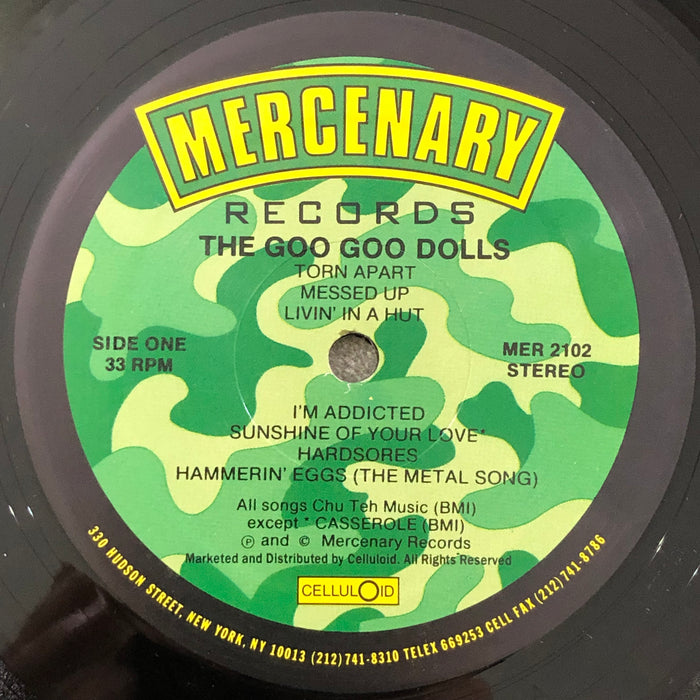 MERCENARY
RECORDS
THE GOO GOO DOLLS
TORN APART
MESSED UP
LIVIN' IN A HUT
SIDE ONE
33 RPM
MER 2102
STEREO
I'M ADDICTED
SUNSHINE OF YOUR LOVE*
HARDSORES
HAMMERIN' EGGS (THE METAL SONG)
All songs Chu Teh Music (BMI)
except * CASSEROLE (BMI)
Ⓟ and © Mercenary Records
Marketed and Distributed by Celluloid. All Rights Reserved
CELLULOID
330 HUDSON STREET, NEW YORK, NY 10013 (212) 741-8310 TELEX 669253 CELL FAX (212) 741-8786